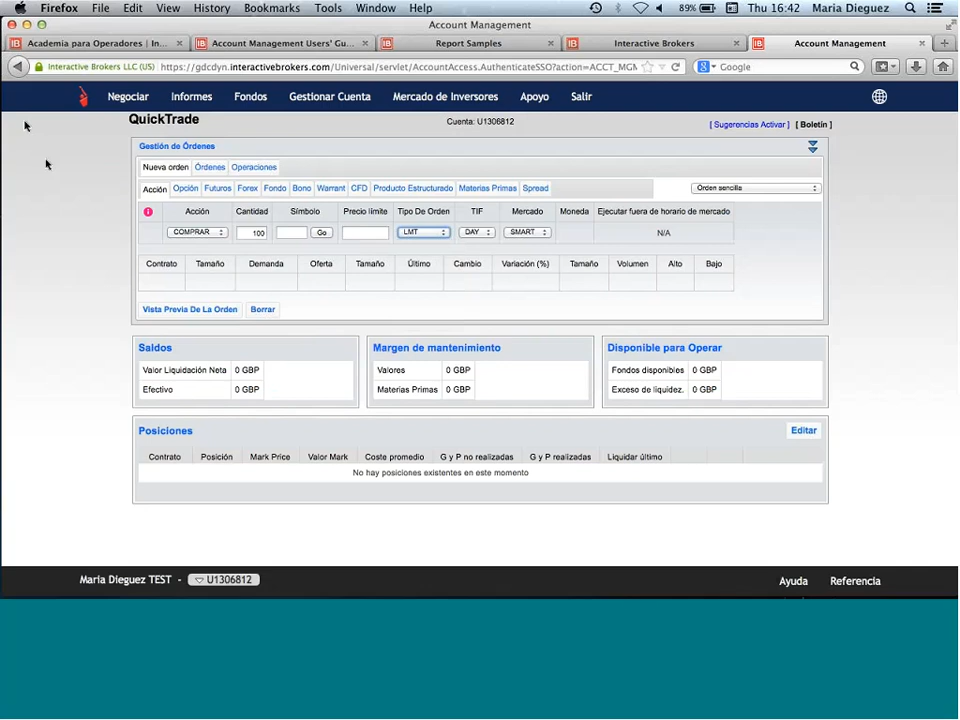 Firefox File Edit View History Bookmarks Tools Window Help 89% Thu 16:42 Maria Dieguez
Account Management
Academia para Operadores | In... Account Management Users' Gu... Report Samples Interactive Brokers Account Management
Interactive Brokers LLC (US) https://gdcdyn.interactivebrokers.com/Universal/servlet/AccountAccess.AuthenticateSSO?action=ACCT_MGM Google
Negociar Informes Fondos Gestionar Cuenta Mercado de Inversores Apoyo Salir
QuickTrade Cuenta: U1306812 [ Sugerencias Activar ] [ Boletín ]
Gestión de Órdenes
Nueva orden Órdenes Operaciones
Acción Opción Futuros Forex Fondo Bono Warrant CFD Producto Estructurado Materias Primas Spread Orden sencilla
Acción Cantidad Símbolo Precio límite Tipo De Orden TIF Mercado Moneda Ejecutar fuera de horario de mercado
COMPRAR 100 Go LMT DAY SMART N/A
Contrato Tamaño Demanda Oferta Tamaño Último Cambio Variación (%) Tamaño Volumen Alto Bajo
Vista Previa De La Orden Borrar
Saldos Margen de mantenimiento Disponible para Operar
Valor Liquidación Neta 0 GBP Valores 0 GBP Fondos disponibles 0 GBP
Efectivo 0 GBP Materias Primas 0 GBP Exceso de liquidez. 0 GBP
Posiciones Editar
Contrato Posición Mark Price Valor Mark Coste promedio G y P no realizadas G y P realizadas Liquidar último
No hay posiciones existentes en este momento
Maria Dieguez TEST - U1306812 Ayuda Referencia